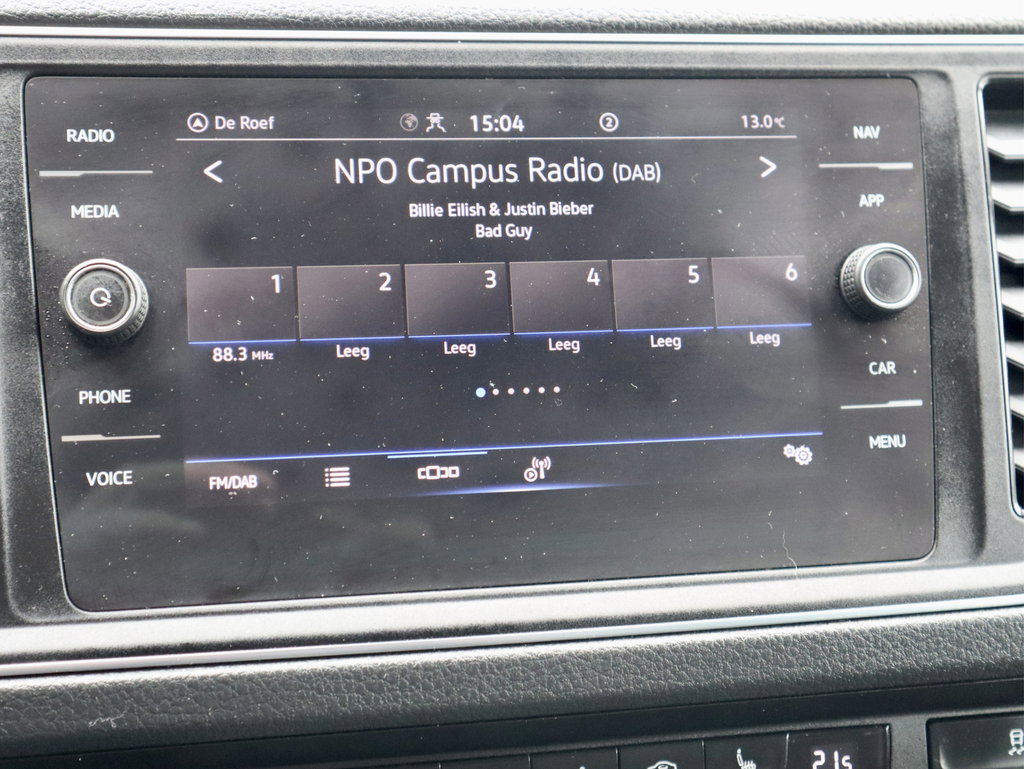 De Roef 15:04 2 13.0°C
RADIO
MEDIA
PHONE
VOICE
NPO Campus Radio (DAB)
Billie Eilish & Justin Bieber
Bad Guy
1 2 3 4 5 6
88.3 MHz Leeg Leeg Leeg Leeg Leeg
FM/DAB
NAV
APP
CAR
MENU